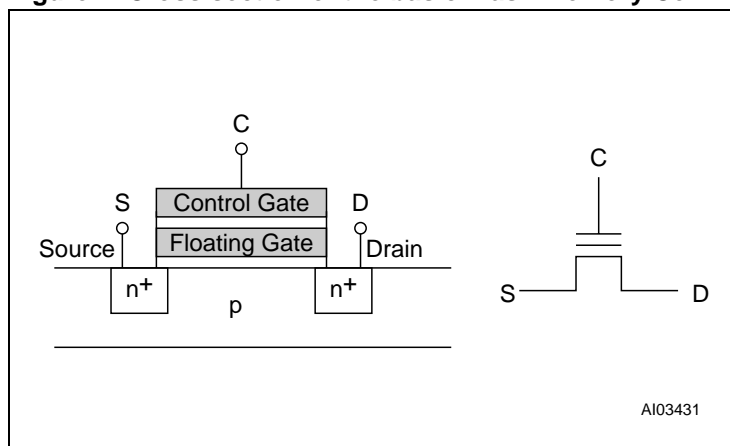 C
S
Control Gate
D
Floating Gate
Source
Drain
n+
n+
p
C
S
D
AI03431